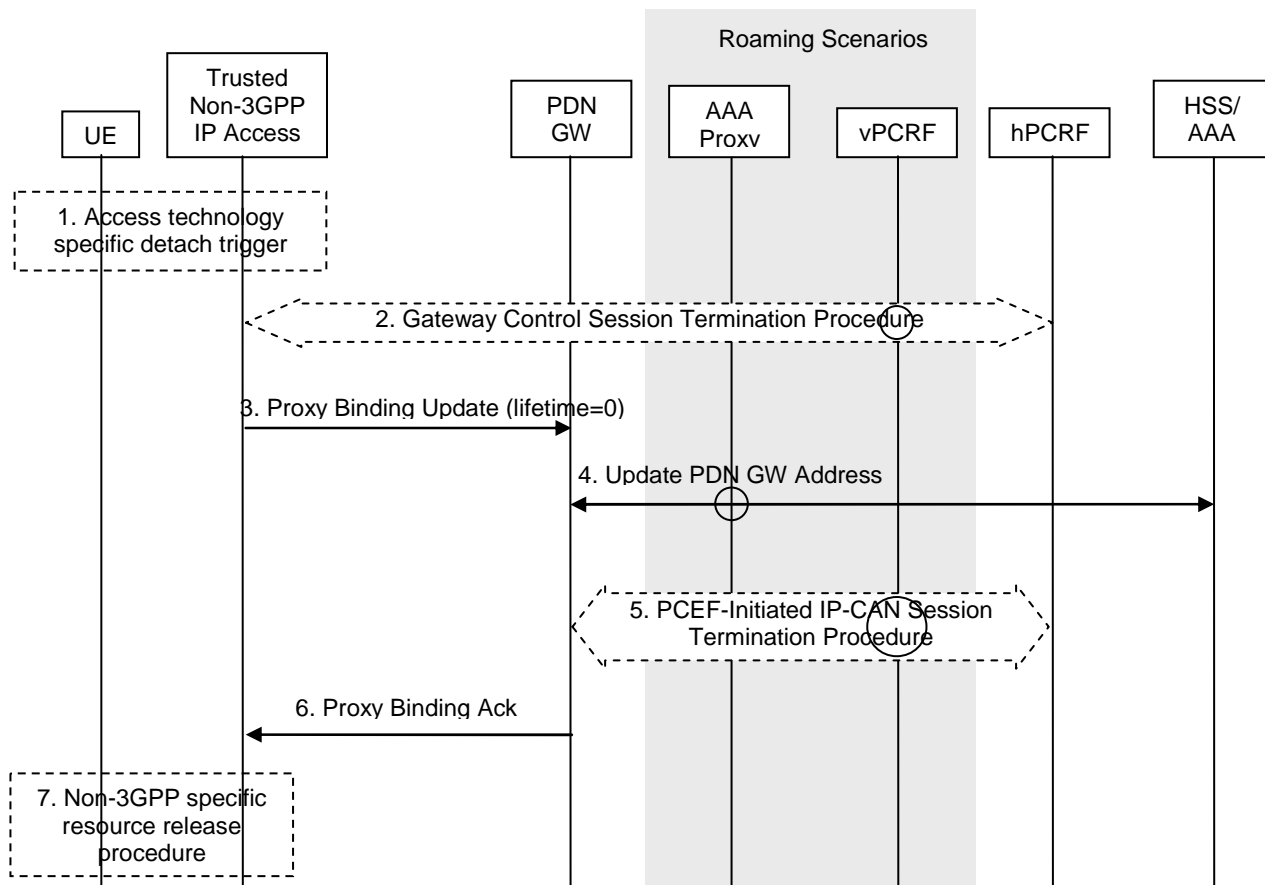 Roaming Scenarios
UE
Trusted
Non-3GPP
IP Access
PDN
GW
AAA
Proxv
vPCRF
hPCRF
HSS/
AAA
1. Access technology
specific detach trigger
2. Gateway Control Session Termination Procedure
3. Proxy Binding Update (lifetime=0)
4. Update PDN GW Address
5. PCEF-Initiated IP-CAN Session
Termination Procedure
6. Proxy Binding Ack
7. Non-3GPP specific
resource release
procedure